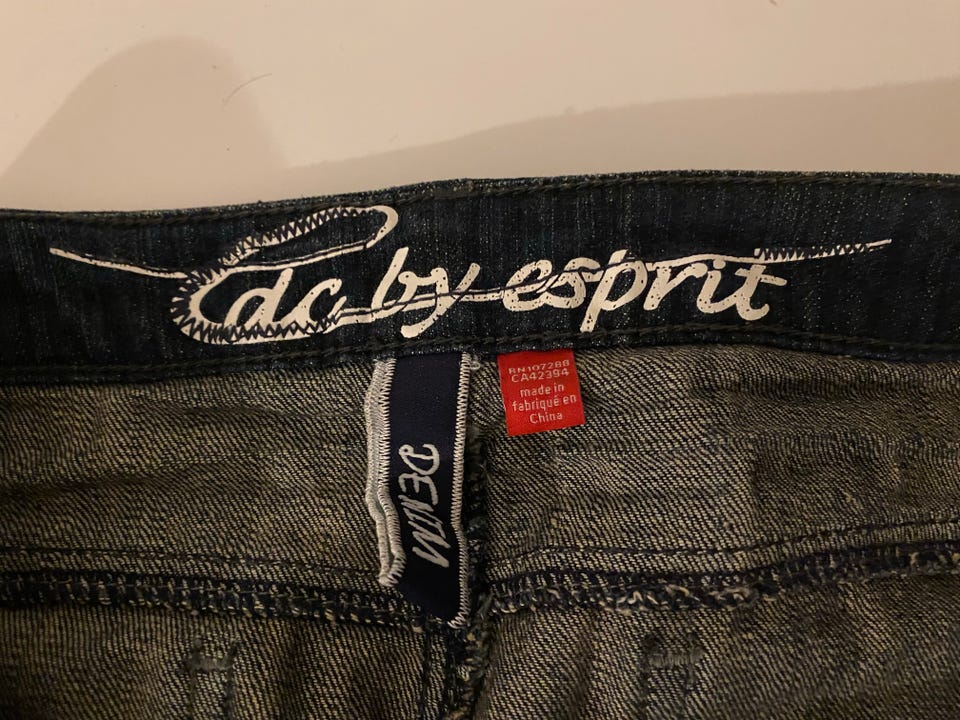 edc by esprit
RN107288
CA42394
made in
fabriqué en
China
DENIM